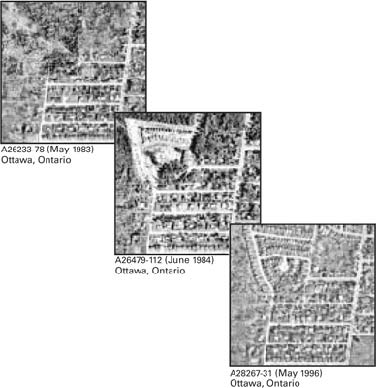 A26233-78 (May 1983)
Ottawa, Ontario
A26479-112 (June 1984)
Ottawa, Ontario
A28267-31 (May 1996)
Ottawa, Ontario